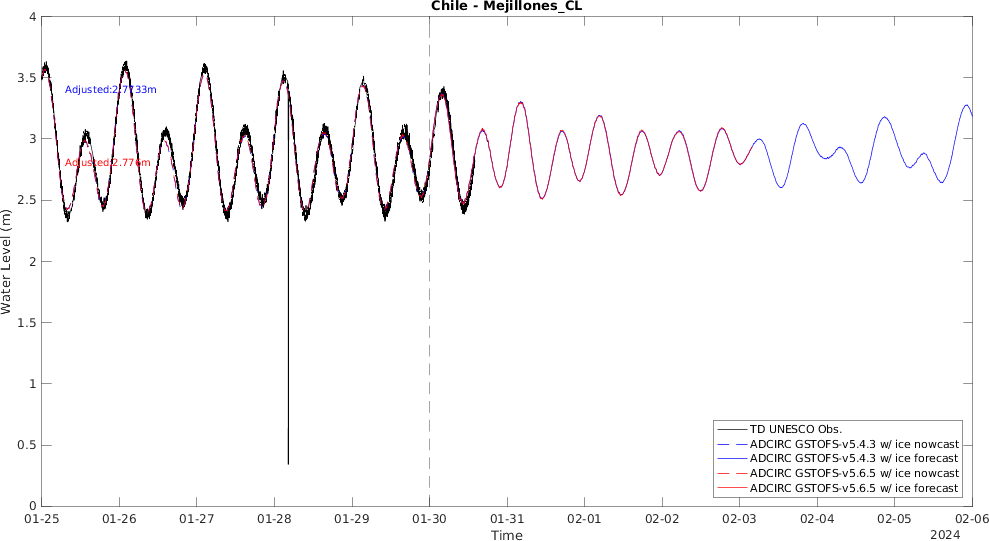 Chile - Mejillones_CL
4
3.5
3
2.5
2
1.5
1
0.5
0
Water Level (m)
Adjusted:2.7733m
Adjusted:2.776m
TD UNESCO Obs.
ADCIRC GSTOFS-v5.4.3 w/ ice nowcast
ADCIRC GSTOFS-v5.4.3 w/ ice forecast
ADCIRC GSTOFS-v5.6.5 w/ ice nowcast
ADCIRC GSTOFS-v5.6.5 w/ ice forecast
01-25 01-26 01-27 01-28 01-29 01-30 01-31 02-01 02-02 02-03 02-04 02-05 02-06
Time
2024